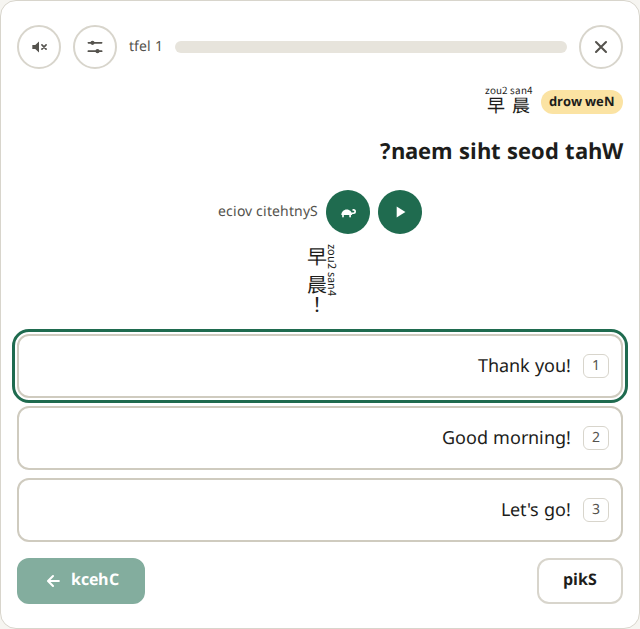 tfel 1
zou2 san4
早晨
drow weN
?naem siht seod tahW
eciov citehtnyS
zou2 san4
早晨!
Thank you! 1
Good morning! 2
Let's go! 3
kcehC
pikS